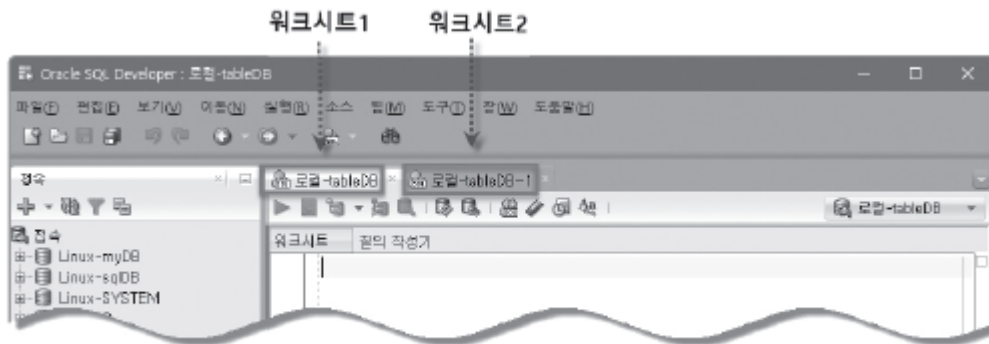 워크시트1 워크시트2
Oracle SQL Developer : 로컬-tableDB
파일(F) 편집(E) 보기(V) 이동(N) 실행(R) 소스 팀(M) 도구(T) 창(W) 도움말(H)
접속
로컬-tableDB
로컬-tableDB-1
로컬-tableDB
접속
워크시트 질의 작성기
Linux-myDB
Linux-sqlDB
Linux-SYSTEM